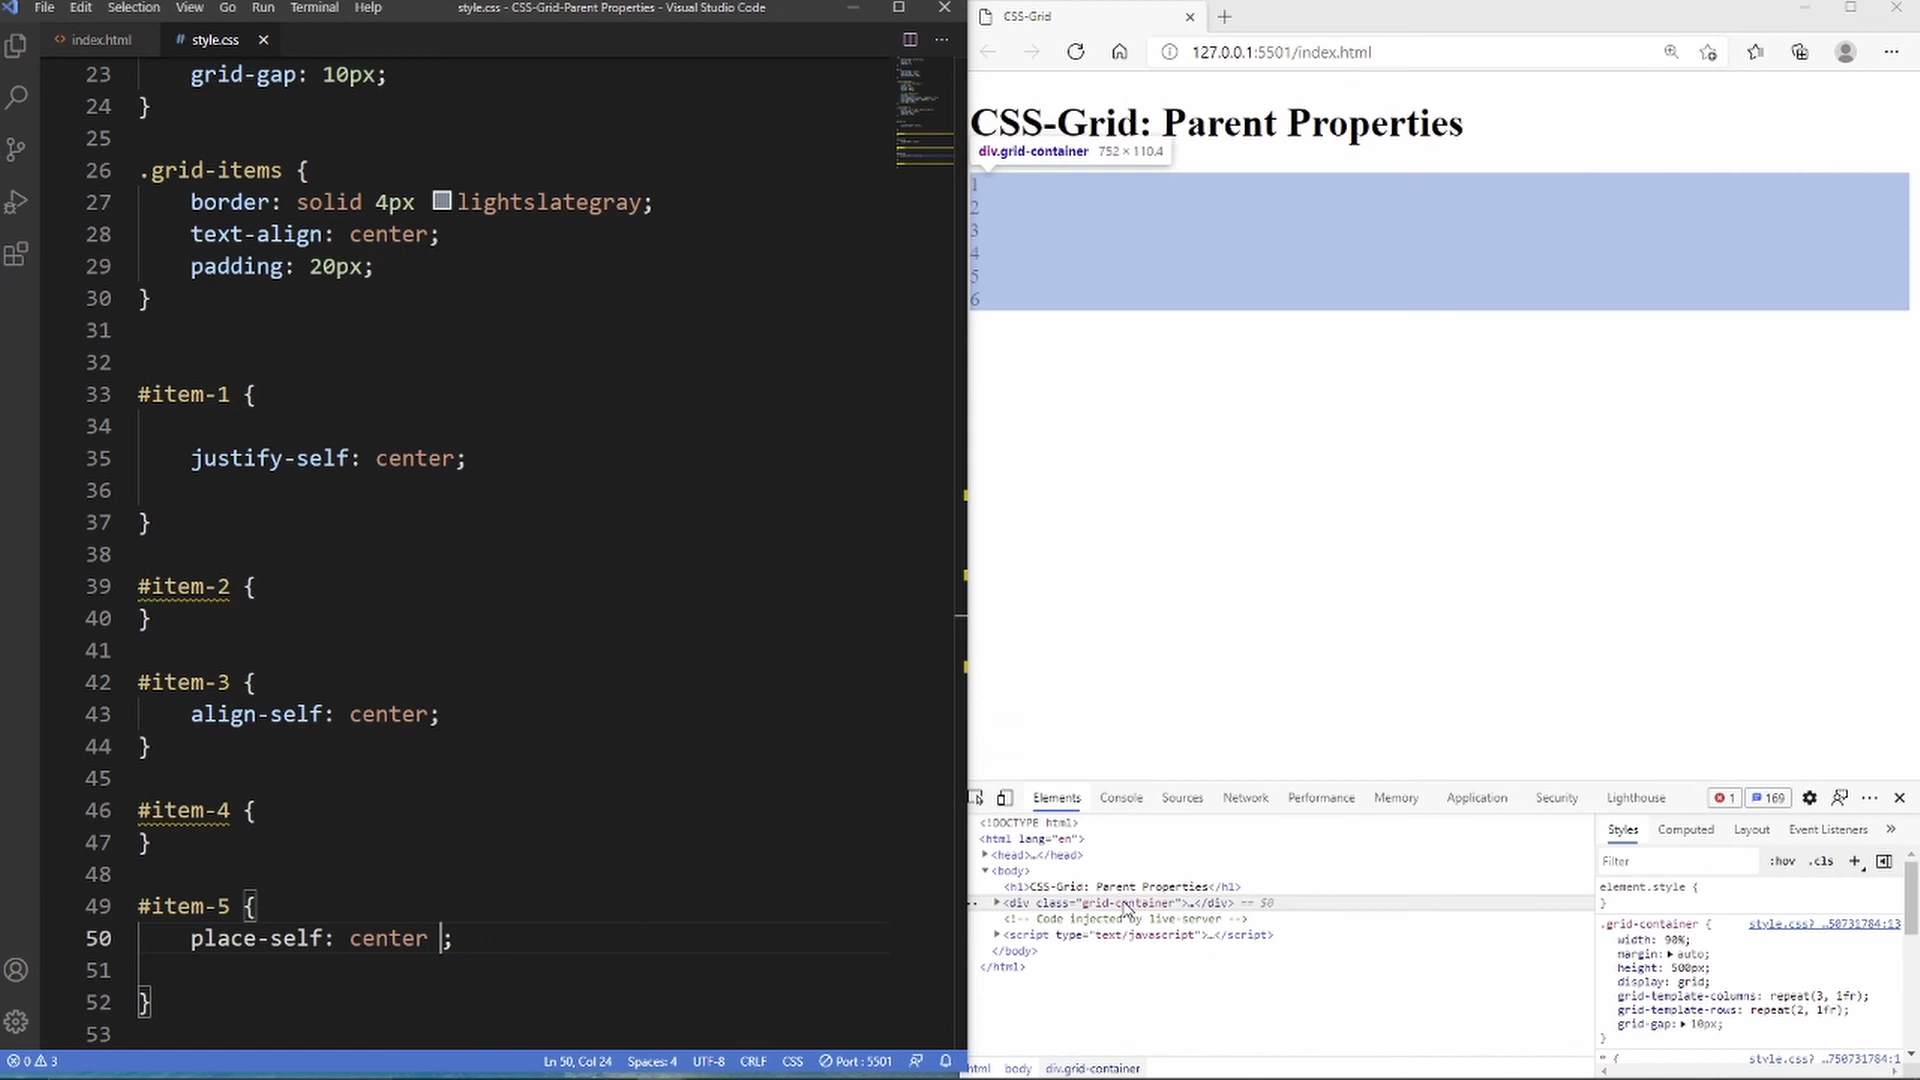 File Edit Selection View Go Run Terminal Help
style.css - CSS-Grid-Parent Properties - Visual Studio Code
index.html
# style.css
23 grid-gap: 10px;
24 }
25
26 .grid-items {
27 border: solid 4px lightslategray;
28 text-align: center;
29 padding: 20px;
30 }
31
32
33 #item-1 {
34
35 justify-self: center;
36
37 }
38
39 #item-2 {
40 }
41
42 #item-3 {
43 align-self: center;
44 }
45
46 #item-4 {
47 }
48
49 #item-5 {
50 place-self: center ;
51
52 }
53
0 3
Ln 50, Col 24 Spaces: 4 UTF-8 CRLF CSS Port : 5501
CSS-Grid
127.0.0.1:5501/index.html
CSS-Grid: Parent Properties
div.grid-container 752 × 110.4
1
2
3
4
5
6
Elements Console Sources Network Performance Memory Application Security Lighthouse 1 169
<!DOCTYPE html>
<html lang="en">
<head>…</head>
<body>
<h1>CSS-Grid: Parent Properties</h1>
<div class="grid-container">…</div> == $0
<!-- Code injected by live-server -->
<script type="text/javascript">…</script>
</body>
</html>
html body div.grid-container
Styles Computed Layout Event Listeners
Filter :hov .cls
element.style {
}
.grid-container { style.css?_…50731784:13
width: 90%;
margin: auto;
height: 500px;
display: grid;
grid-template-columns: repeat(3, 1fr);
grid-template-rows: repeat(2, 1fr);
grid-gap: 10px;
}
* { style.css?_…750731784:1